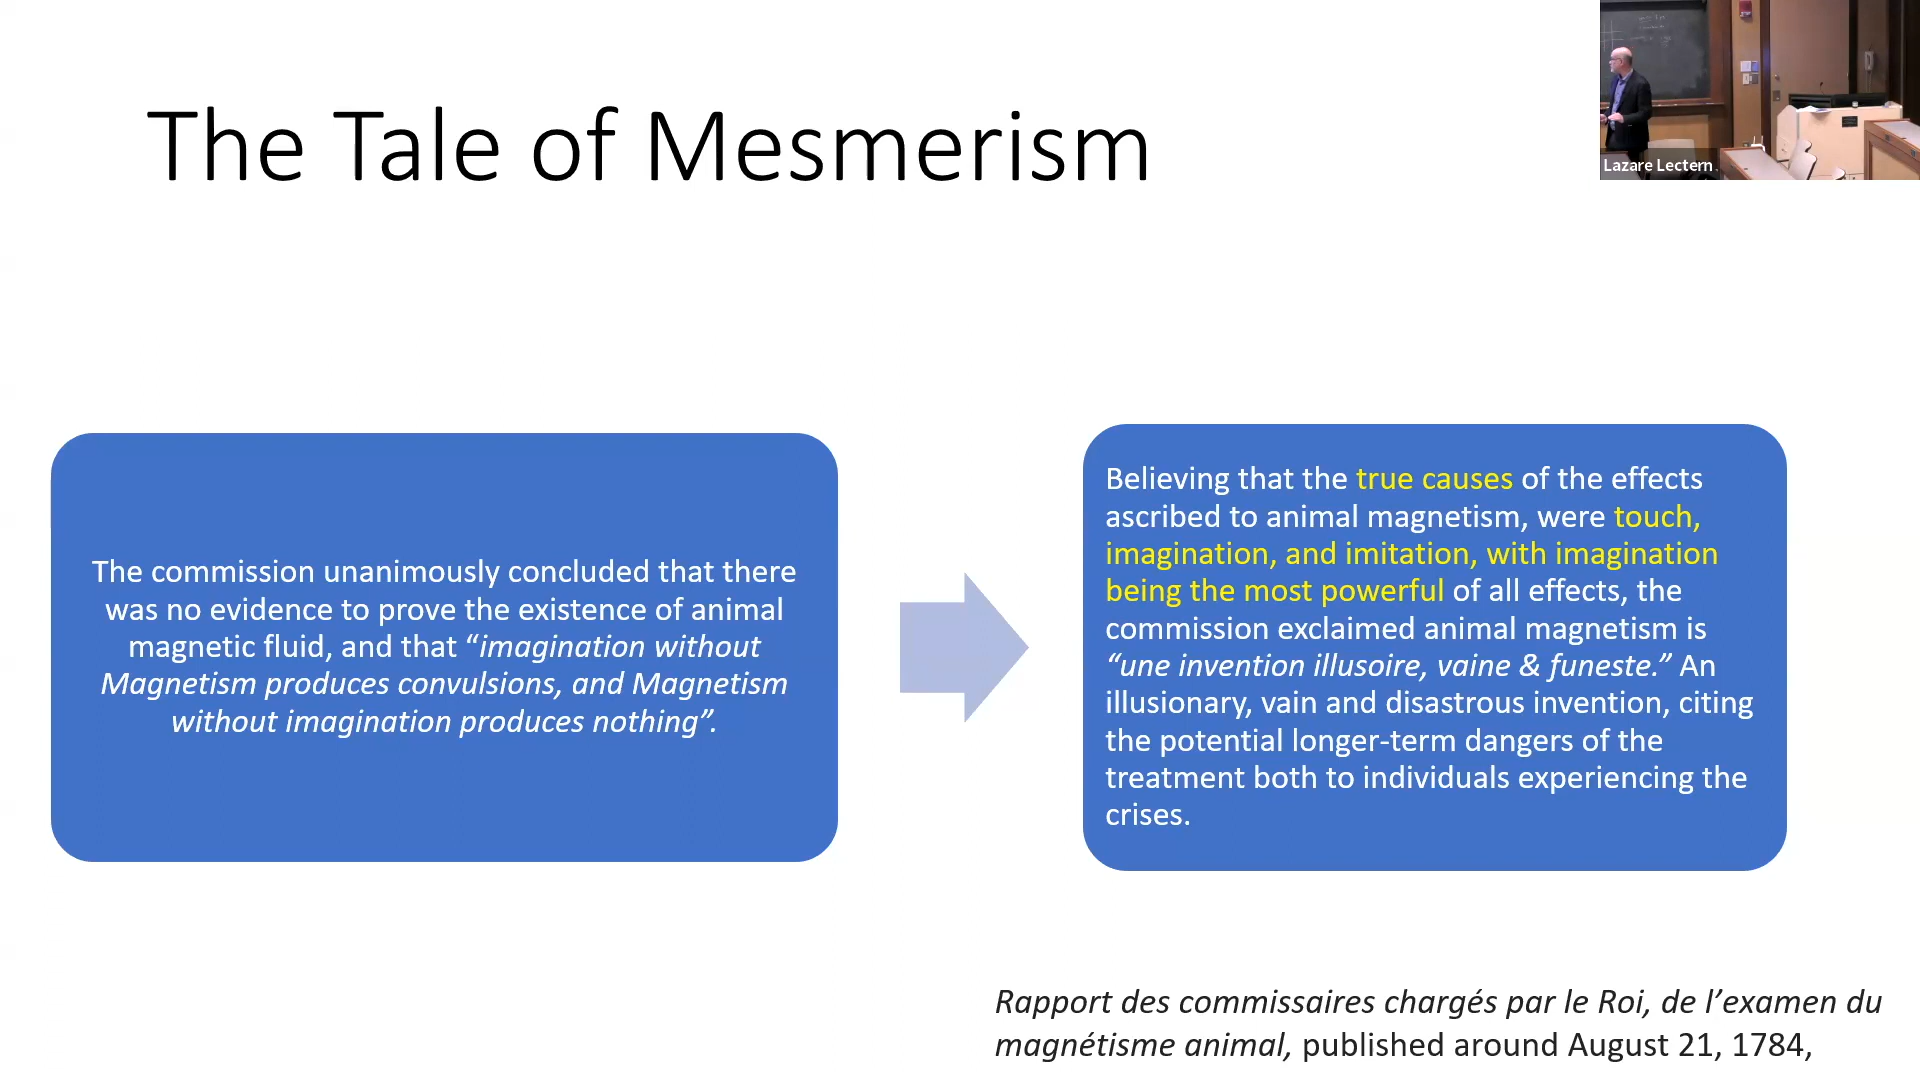 The Tale of Mesmerism
Lazare Lectern
The commission unanimously concluded that there
was no evidence to prove the existence of animal
magnetic fluid, and that “imagination without
Magnetism produces convulsions, and Magnetism
without imagination produces nothing”.
Believing that the true causes of the effects
ascribed to animal magnetism, were touch,
imagination, and imitation, with imagination
being the most powerful of all effects, the
commission exclaimed animal magnetism is
“une invention illusoire, vaine & funeste.” An
illusionary, vain and disastrous invention, citing
the potential longer-term dangers of the
treatment both to individuals experiencing the
crises.
Rapport des commissaires chargés par le Roi, de l’examen du
magnétisme animal, published around August 21, 1784,